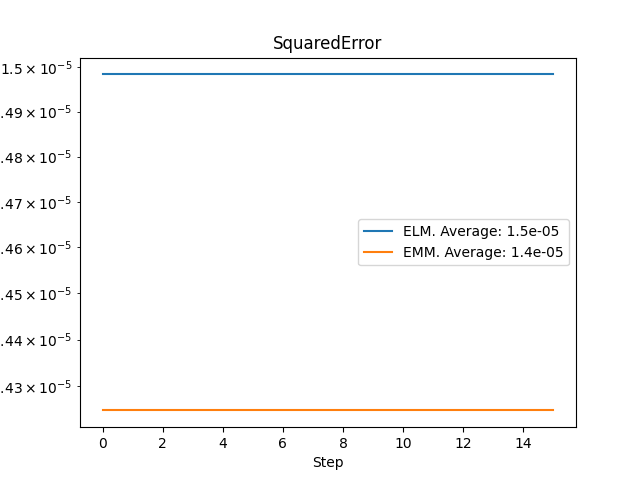 SquaredError
1.5 × 10⁻⁵
.49 × 10⁻⁵
.48 × 10⁻⁵
.47 × 10⁻⁵
.46 × 10⁻⁵
.45 × 10⁻⁵
.44 × 10⁻⁵
.43 × 10⁻⁵
ELM. Average: 1.5e-05
EMM. Average: 1.4e-05
0 2 4 6 8 10 12 14
Step